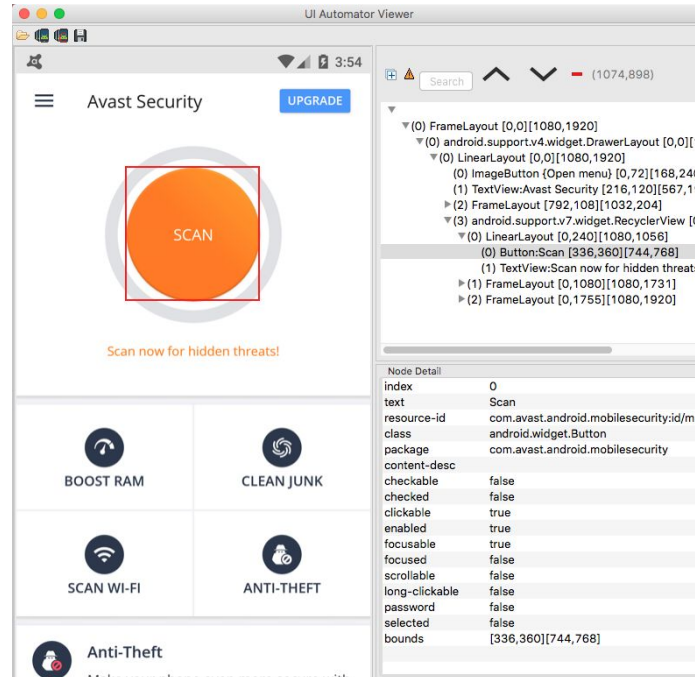 UI Automator Viewer
3:54
Avast Security
UPGRADE
SCAN
Scan now for hidden threats!
BOOST RAM
CLEAN JUNK
SCAN WI-FI
ANTI-THEFT
Anti-Theft
Search
(1074,898)
(0) FrameLayout [0,0][1080,1920]
(0) android.support.v4.widget.DrawerLayout [0,0][
(0) LinearLayout [0,0][1080,1920]
(0) ImageButton {Open menu} [0,72][168,240
(1) TextView:Avast Security [216,120][567,1
(2) FrameLayout [792,108][1032,204]
(3) android.support.v7.widget.RecyclerView [
(0) LinearLayout [0,240][1080,1056]
(0) Button:Scan [336,360][744,768]
(1) TextView:Scan now for hidden threats
(1) FrameLayout [0,1080][1080,1731]
(2) FrameLayout [0,1755][1080,1920]
Node Detail
index 0
text Scan
resource-id com.avast.android.mobilesecurity:id/m
class android.widget.Button
package com.avast.android.mobilesecurity
content-desc
checkable false
checked false
clickable true
enabled true
focusable true
focused false
scrollable false
long-clickable false
password false
selected false
bounds [336,360][744,768]